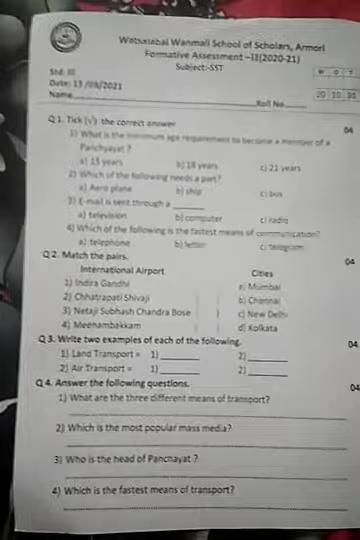 Watsalabai Wanmali School of Scholars, Armori
Formative Assessment -II(2020-21)
Subject:-SST
Std: III
Date: 13 /03/2021
Name
Roll No
W O T
20 10 30
Q 1. Tick (√) the correct answer 04
1) What is the minimum age requirement to become a member of a
Panchyayat ?
a) 15 years b) 18 years c) 21 years
2) Which of the following needs a port?
a) Aero plane b) ship c) bus
3) E-mail is sent through a ______
a) television b) computer c) radio
4) Which of the following is the fastest means of communication?
a) telephone b) letter c) telegram
Q 2. Match the pairs. 04
International Airport Cities
1) Indira Gandhi a) Mumbai
2) Chhatrapati Shivaji b) Chennai
3) Netaji Subhash Chandra Bose ) c) New Delhi
4) Meenambakkam ) d) Kolkata
Q 3. Write two examples of each of the following. 04
1) Land Transport = 1)______ 2)______
2) Air Transport = 1)______ 2)______
Q 4. Answer the following questions. 04
1) What are the three different means of transport?
2) Which is the most popular mass media?
3) Who is the head of Panchayat ?
4) Which is the fastest means of transport?